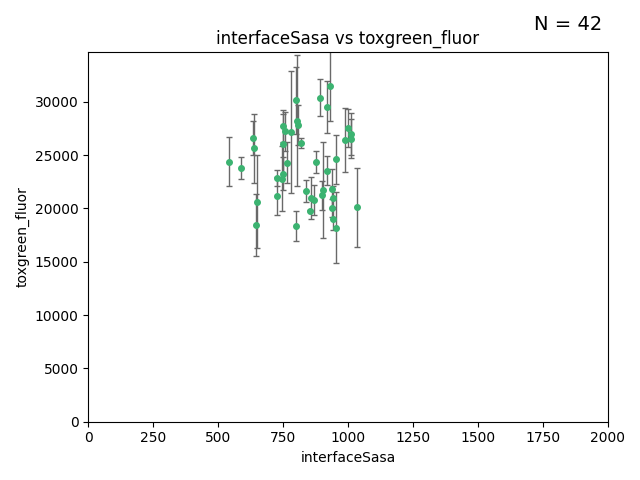 N = 42
interfaceSasa vs toxgreen_fluor
30000
25000
20000
15000
10000
5000
0
toxgreen_fluor
0 250 500 750 1000 1250 1500 1750 2000
interfaceSasa